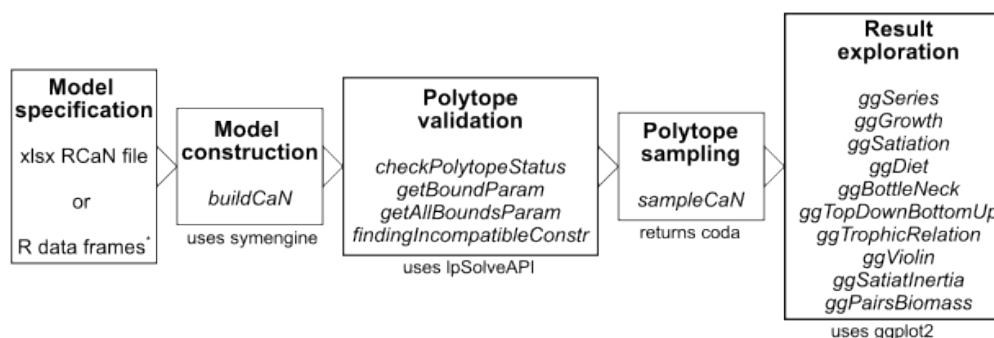 Model
specification
xlsx RCaN file
or
R data frames*
Model
construction
buildCaN
uses symengine
Polytope
validation
checkPolytopeStatus
getBoundParam
getAllBoundsParam
findingIncompatibleConstr
uses lpSolveAPI
Polytope
sampling
sampleCaN
returns coda
Result
exploration
ggSeries
ggGrowth
ggSatiation
ggDiet
ggBottleNeck
ggTopDownBottomUp
ggTrophicRelation
ggViolin
ggSatiatInertia
ggPairsBiomass
uses ggplot2